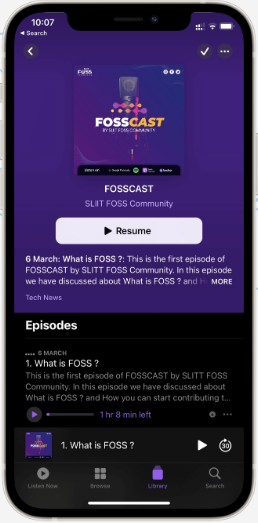 10:07
Search
FOSS
FOSSCAST
BY SLIIT FOSS COMMUNITY
FOSSCAST
SLIIT FOSS Community
Resume
6 March: What is FOSS ?: This is the first episode of
FOSSCAST by SLITT FOSS Community. In this episode
we have discussed about What is FOSS ? and H MORE
Tech News
Episodes
6 MARCH
1. What is FOSS ?
This is the first episode of FOSSCAST by SLIIT FOSS
Community. In this episode we have discussed about
What is FOSS ? and How you can start contributing t...
1 hr 8 min left
1. What is FOSS ?
30
Listen Now
Browse
Library
Search